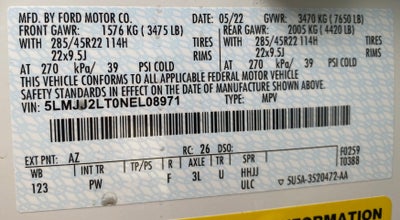 MFD. BY FORD MOTOR CO. DATE: 05/22 GVWR: 3470 KG (7650 LB)
FRONT GAWR: 1576 KG (3475 LB) REAR GAWR: 2005 KG (4420 LB)
WITH 285/45R22 114H TIRES WITH 285/45R22 114H TIRES
22x9.5J RIMS 22x9.5J RIMS
AT 270 kPa/ 39 PSI COLD AT 270 kPa/ 39 PSI COLD
THIS VEHICLE CONFORMS TO ALL APPLICABLE FEDERAL MOTOR VEHICLE
SAFETY STANDARDS IN EFFECT ON THE DATE OF MANUFACTURE SHOWN ABOVE.
VIN: 5LMJJ2LT0NEL08971 TYPE: MPV
EXT PNT: AZ RC: 26 DSO: F0259
T0388
WB INT TR TP/PS R AXLE TR SPR
123 PW F 3L U HHJJ
ULC SU5A-3520472-AA
INFORMATION